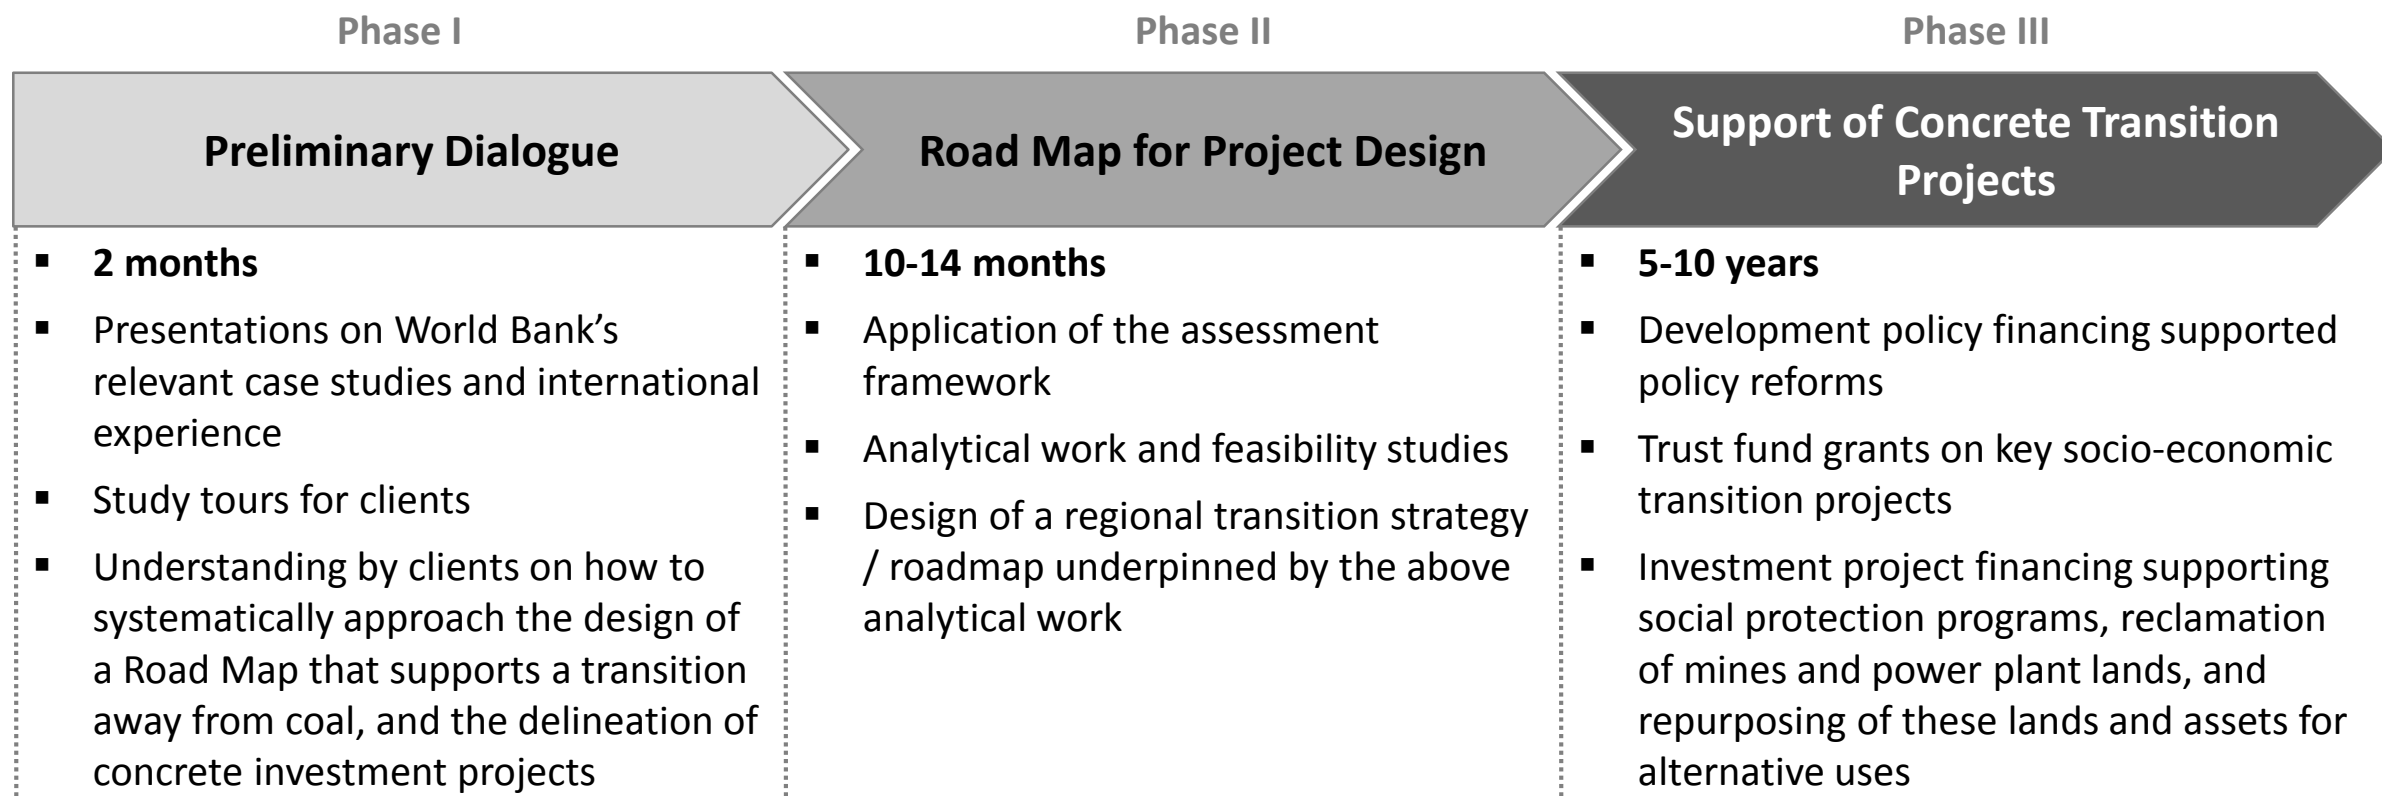 Phase I
Phase II
Phase III
Preliminary Dialogue
Road Map for Project Design
Support of Concrete Transition
Projects
▪ 2 months
▪ Presentations on World Bank’s
relevant case studies and international
experience
▪ Study tours for clients
▪ Understanding by clients on how to
systematically approach the design of
a Road Map that supports a transition
away from coal, and the delineation of
concrete investment projects
▪ 10-14 months
▪ Application of the assessment
framework
▪ Analytical work and feasibility studies
▪ Design of a regional transition strategy
/ roadmap underpinned by the above
analytical work
▪ 5-10 years
▪ Development policy financing supported
policy reforms
▪ Trust fund grants on key socio-economic
transition projects
▪ Investment project financing supporting
social protection programs, reclamation
of mines and power plant lands, and
repurposing of these lands and assets for
alternative uses